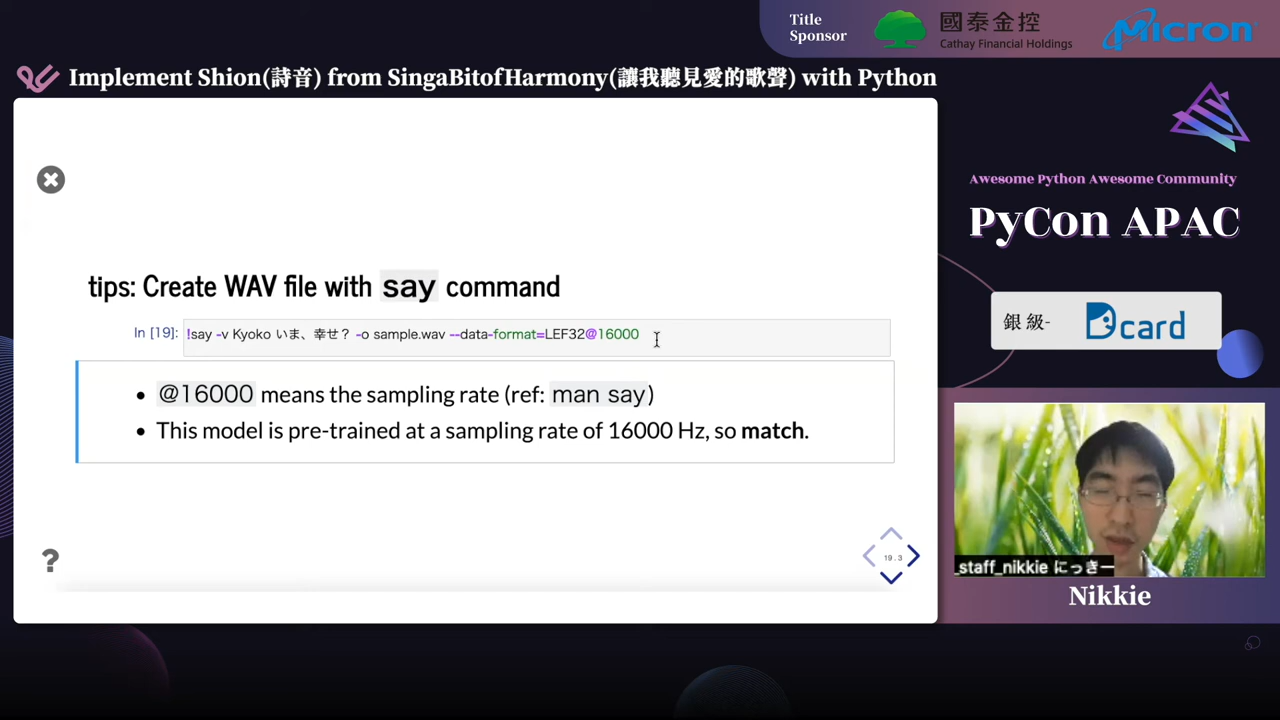 Title
Sponsor
國泰金控
Cathay Financial Holdings
Micron
Implement Shion(詩音) from SingaBitofHarmony(讓我聽見愛的歌聲) with Python
tips: Create WAV file with say command
In [19]: !say -v Kyoko いま、幸せ？ -o sample.wav --data-format=LEF32@16000
@16000 means the sampling rate (ref: man say)
This model is pre-trained at a sampling rate of 16000 Hz, so match.
?
19.3
Awesome Python Awesome Community
PyCon APAC
銀級-
Dcard
_staff_nikkie にっきー
Nikkie